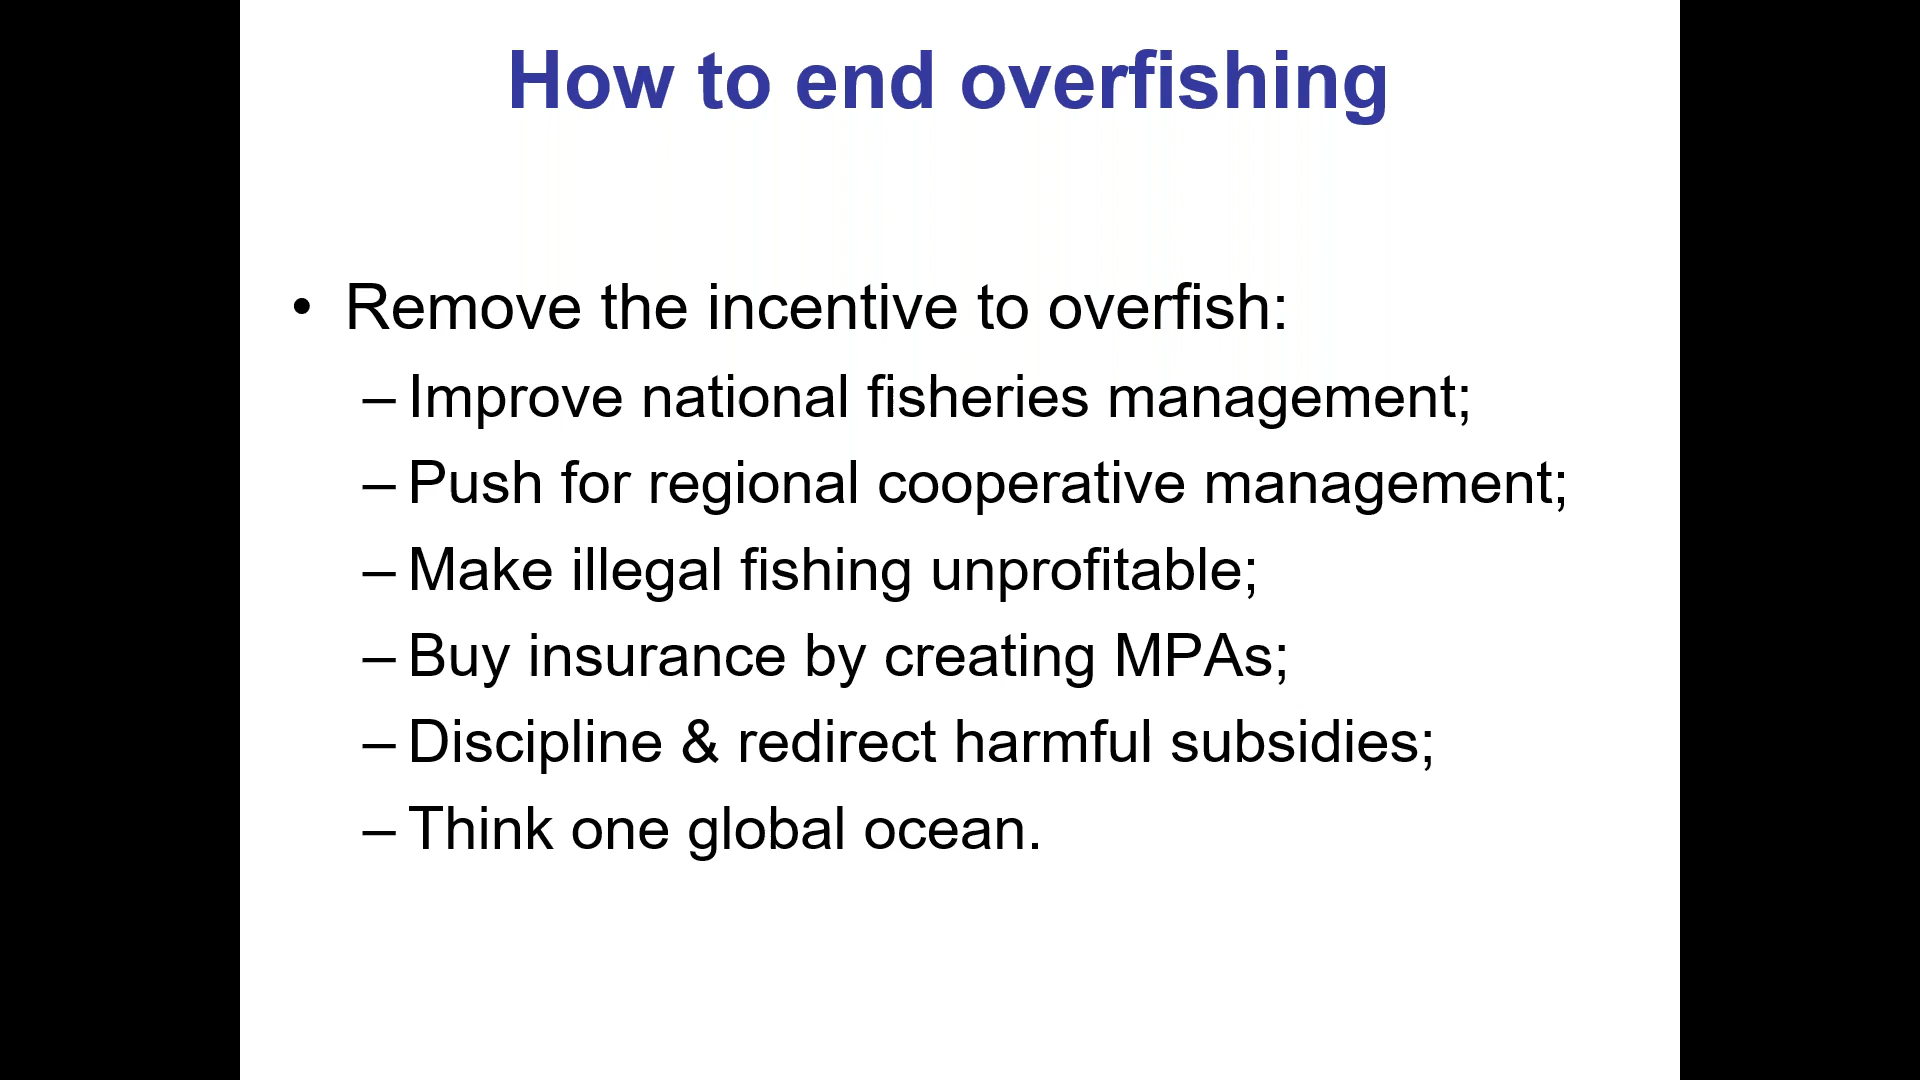 How to end overfishing
• Remove the incentive to overfish:
– Improve national fisheries management;
– Push for regional cooperative management;
– Make illegal fishing unprofitable;
– Buy insurance by creating MPAs;
– Discipline & redirect harmful subsidies;
– Think one global ocean.